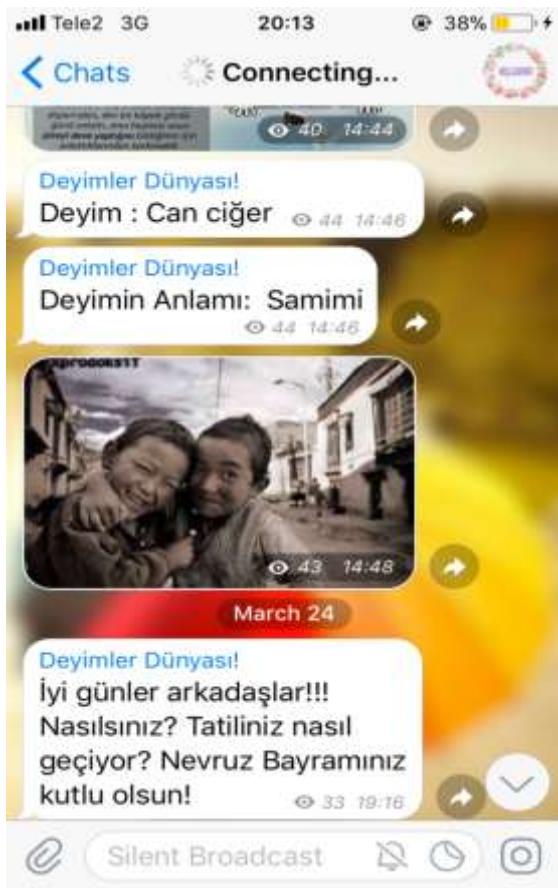 Tele2 3G 20:13 38%
Chats Connecting...
40 14:44
Deyimler Dünyası!
Deyim : Can ciğer 44 14:46
Deyimler Dünyası!
Deyimin Anlamı: Samimi
44 14:46
43 14:48
March 24
Deyimler Dünyası!
İyi günler arkadaşlar!!!
Nasılsınız? Tatiliniz nasıl
geçiyor? Nevruz Bayramınız
kutlu olsun! 33 19:16
Silent Broadcast